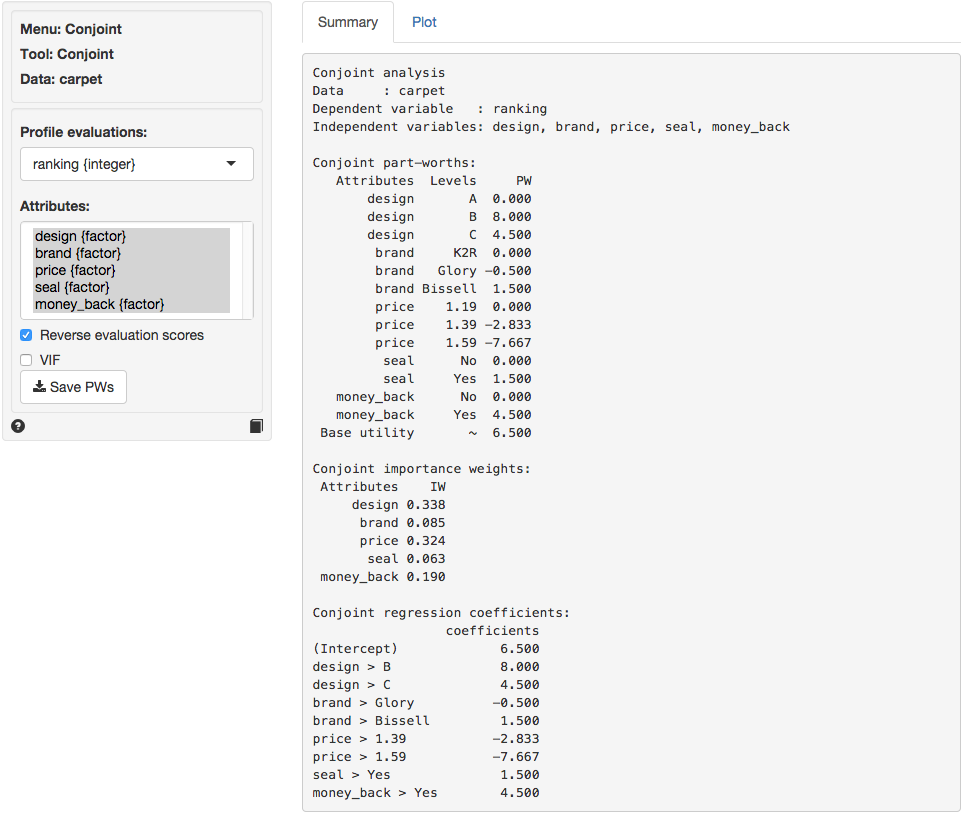 Menu: Conjoint
Tool: Conjoint
Data: carpet
Profile evaluations:
ranking {integer}
Attributes:
design {factor}
brand {factor}
price {factor}
seal {factor}
money_back {factor}
Reverse evaluation scores
VIF
Save PWs
?
Summary Plot
Conjoint analysis
Data     : carpet
Dependent variable   : ranking
Independent variables: design, brand, price, seal, money_back
Conjoint part−worths:
   Attributes  Levels     PW
       design       A  0.000
       design       B  8.000
       design       C  4.500
        brand     K2R  0.000
        brand   Glory −0.500
        brand Bissell  1.500
        price    1.19  0.000
        price    1.39 −2.833
        price    1.59 −7.667
         seal      No  0.000
         seal     Yes  1.500
   money_back      No  0.000
   money_back     Yes  4.500
 Base utility       ~  6.500
Conjoint importance weights:
 Attributes    IW
     design 0.338
      brand 0.085
      price 0.324
       seal 0.063
 money_back 0.190
Conjoint regression coefficients:
                 coefficients
(Intercept)             6.500
design > B              8.000
design > C              4.500
brand > Glory          −0.500
brand > Bissell         1.500
price > 1.39           −2.833
price > 1.59           −7.667
seal > Yes              1.500
money_back > Yes        4.500